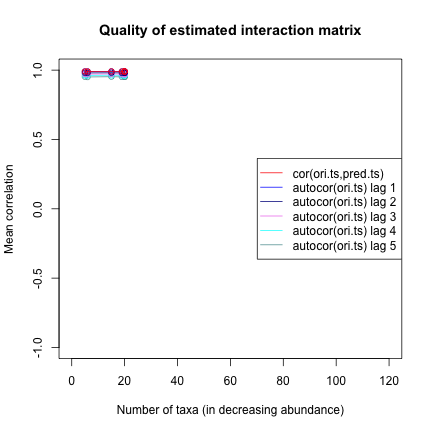 Quality of estimated interaction matrix
Mean correlation
1.0
0.5
0.0
-0.5
-1.0
cor(ori.ts,pred.ts)
autocor(ori.ts) lag 1
autocor(ori.ts) lag 2
autocor(ori.ts) lag 3
autocor(ori.ts) lag 4
autocor(ori.ts) lag 5
0 20 40 60 80 100 120
Number of taxa (in decreasing abundance)